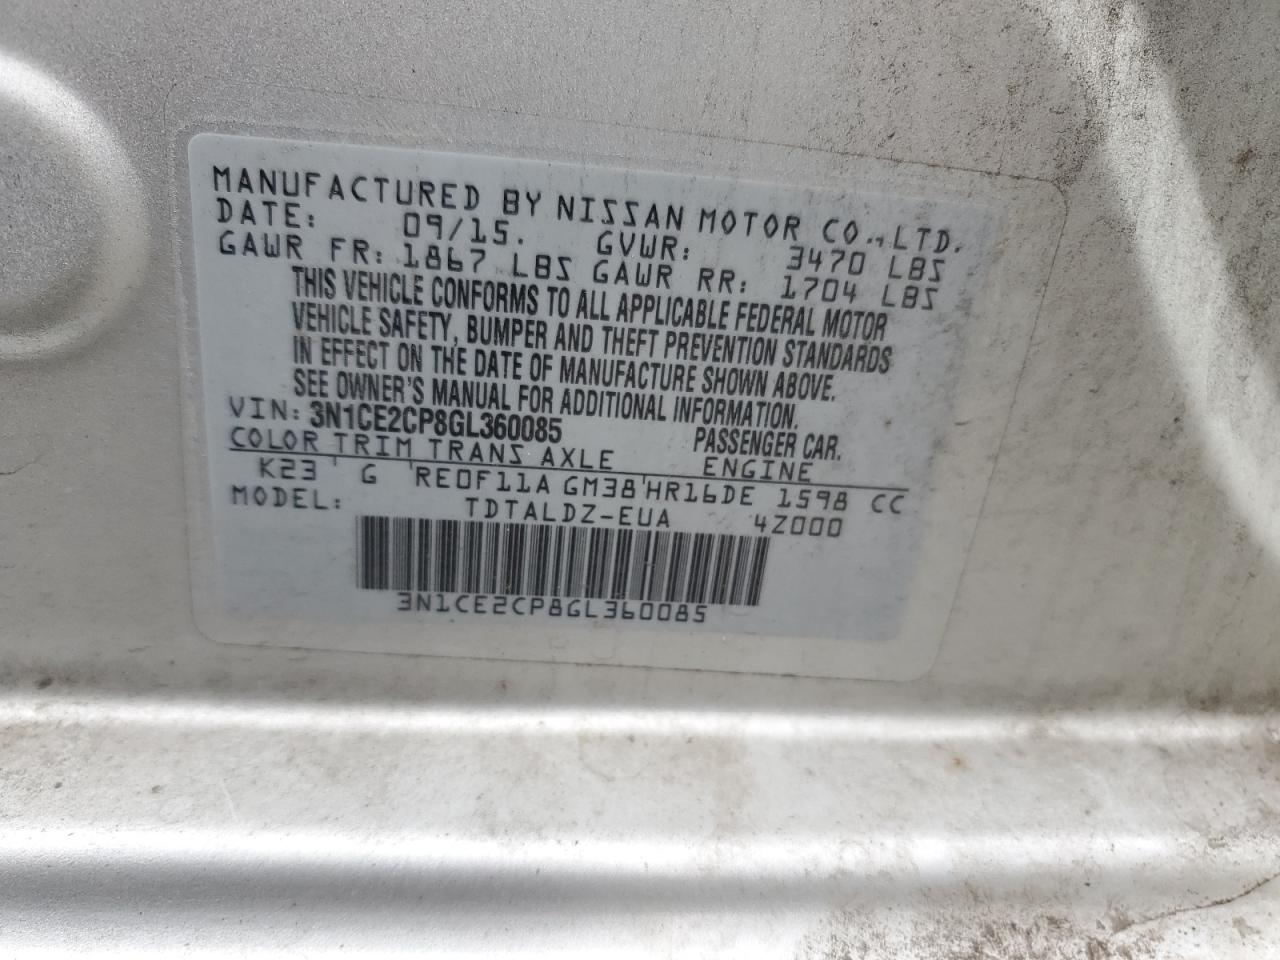 MANUFACTURED BY NISSAN MOTOR CO.,LTD.
DATE: 09/15. GVWR: 3470 LBS
GAWR FR: 1867 LBS GAWR RR: 1704 LBS
THIS VEHICLE CONFORMS TO ALL APPLICABLE FEDERAL MOTOR
VEHICLE SAFETY, BUMPER AND THEFT PREVENTION STANDARDS
IN EFFECT ON THE DATE OF MANUFACTURE SHOWN ABOVE.
SEE OWNER'S MANUAL FOR ADDITIONAL INFORMATION.
VIN: 3N1CE2CP8GL360085 PASSENGER CAR.
COLOR TRIM TRANS AXLE ENGINE
K23 G RE0F11A GM38 HR16DE 1598 CC
MODEL: TDTALDZ-EUA 4Z000
3N1CE2CP8GL360085